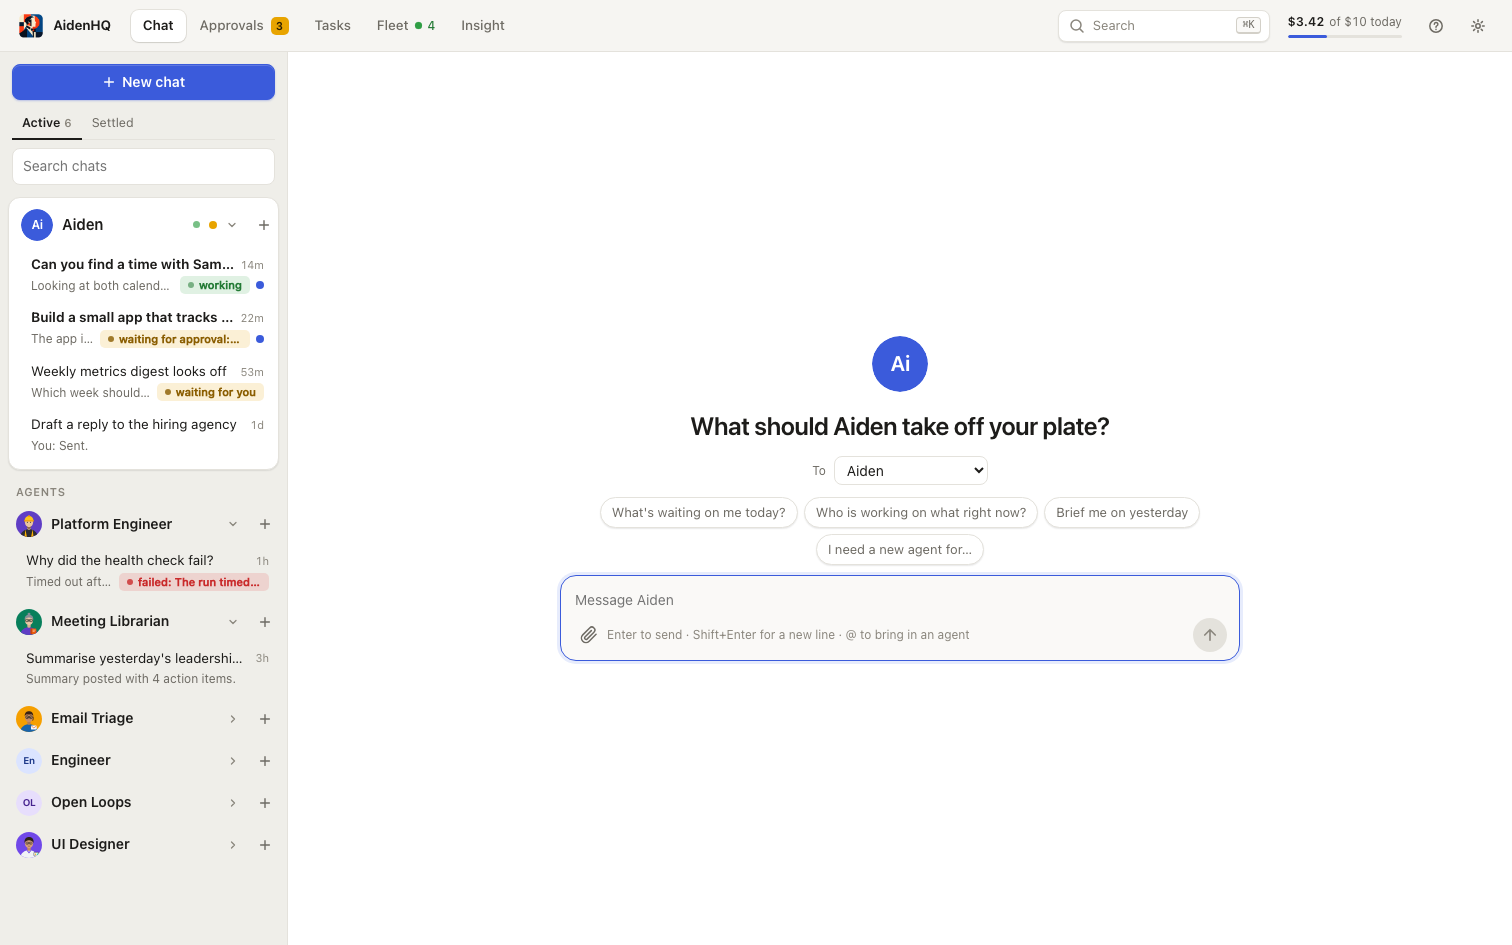 AidenHQ
Chat
Approvals 3
Tasks
Fleet 4
Insight
Search ⌘K
$3.42 of $10 today
+ New chat
Active 6
Settled
Search chats
Ai
Aiden
Can you find a time with Sam... 14m
Looking at both calend... working
Build a small app that tracks ... 22m
The app i... waiting for approval:...
Weekly metrics digest looks off 53m
Which week should... waiting for you
Draft a reply to the hiring agency 1d
You: Sent.
AGENTS
Platform Engineer
Why did the health check fail? 1h
Timed out aft... failed: The run timed...
Meeting Librarian
Summarise yesterday's leadershi... 3h
Summary posted with 4 action items.
Email Triage
En Engineer
OL Open Loops
UI Designer
Ai
What should Aiden take off your plate?
To Aiden
What's waiting on me today?
Who is working on what right now?
Brief me on yesterday
I need a new agent for...
Message Aiden
Enter to send · Shift+Enter for a new line · @ to bring in an agent